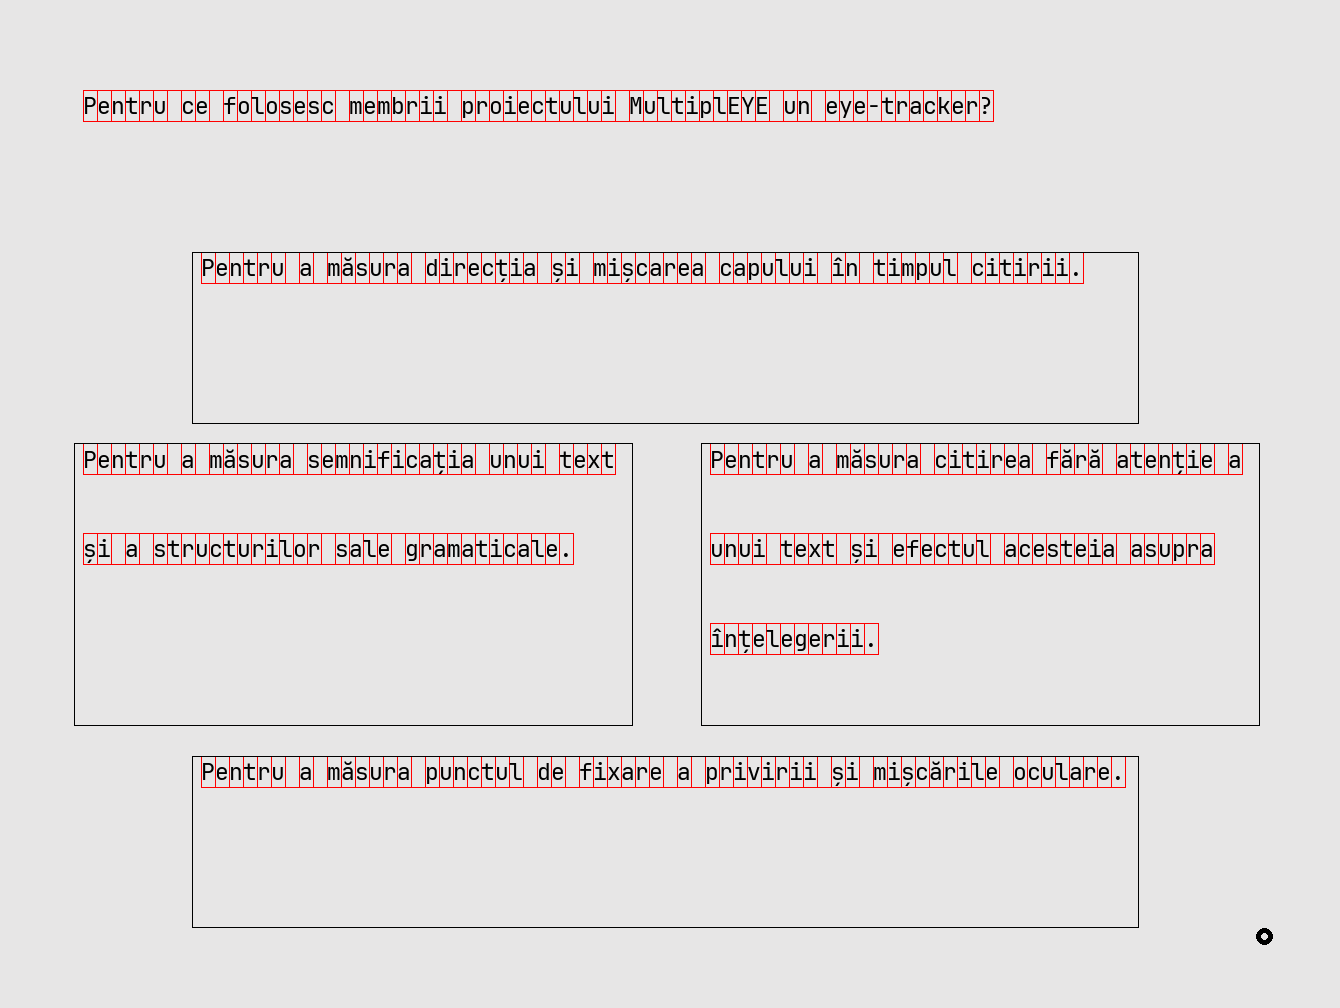 Pentru ce folosesc membrii proiectului MultiplEYE un eye-tracker?
Pentru a măsura direcția și mișcarea capului în timpul citirii.
Pentru a măsura semnificația unui text
și a structurilor sale gramaticale.
Pentru a măsura citirea fără atenție a
unui text și efectul acesteia asupra
înțelegerii.
Pentru a măsura punctul de fixare a privirii și mișcările oculare.